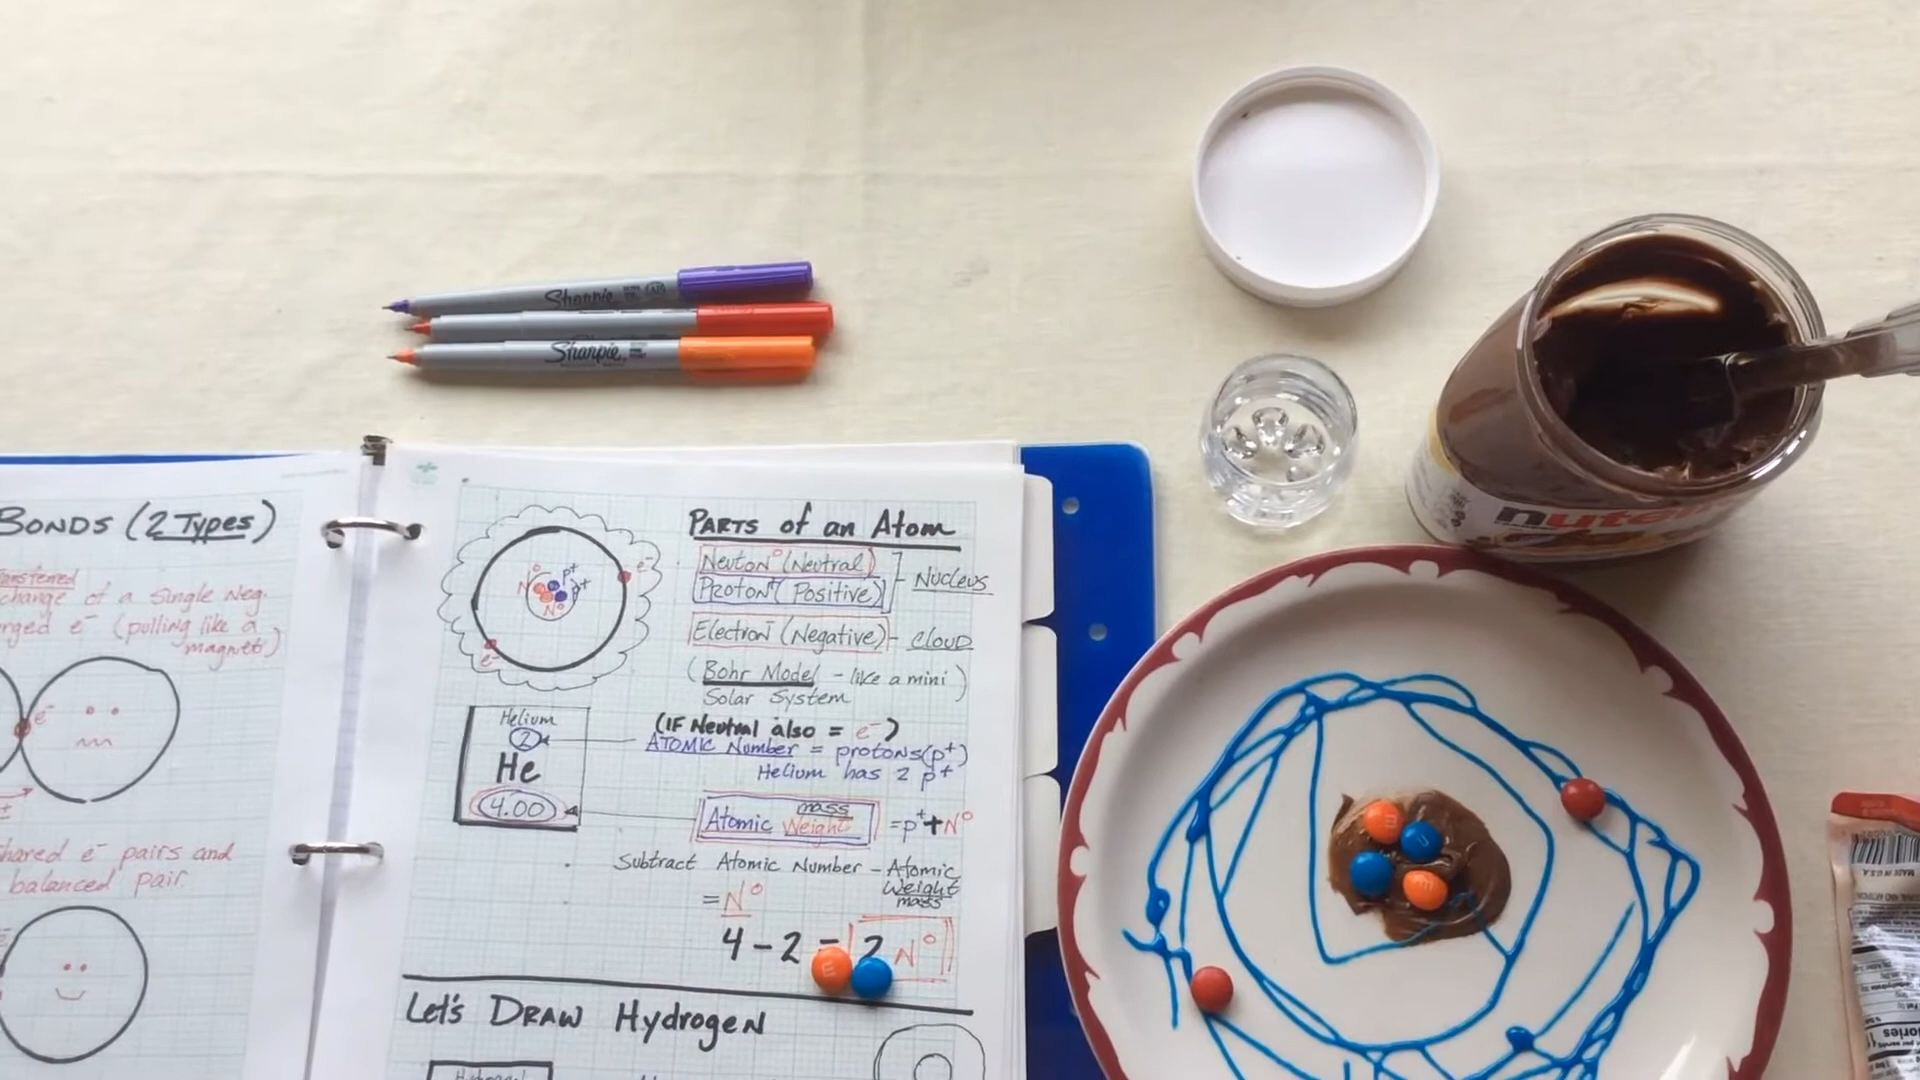 Sharpie
Sharpie
nutella
BONDS (2 Types)
change of a single Neg.
e⁻ (pulling like a
magnet)
e⁻
shared e⁻ pairs and
balanced pair.
PARTS of an Atom
Neuton° (Neutral)
Proton⁺ (Positive)
NUCLEUS
Electron⁻ (Negative) - CLOUD
(Bohr Model - like a mini)
Solar System
N° p⁺ p⁺ N°
e⁻
e⁻
Helium
2
He
4.00
(IF Neutral also = e⁻)
ATOMIC Number = protons(p⁺)
Helium has 2 p⁺
mass
Atomic Weight = p⁺ + N°
Subtract Atomic Number - Atomic
Weight
mass
= N°
4 - 2 = 2 N°
Let's DRAW Hydrogen
m
m
m
MADE IN U.S.A.